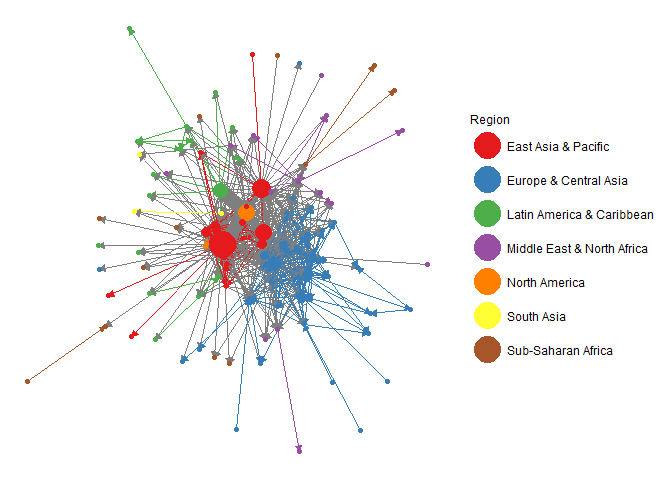 Region
East Asia & Pacific
Europe & Central Asia
Latin America & Caribbean
Middle East & North Africa
North America
South Asia
Sub-Saharan Africa